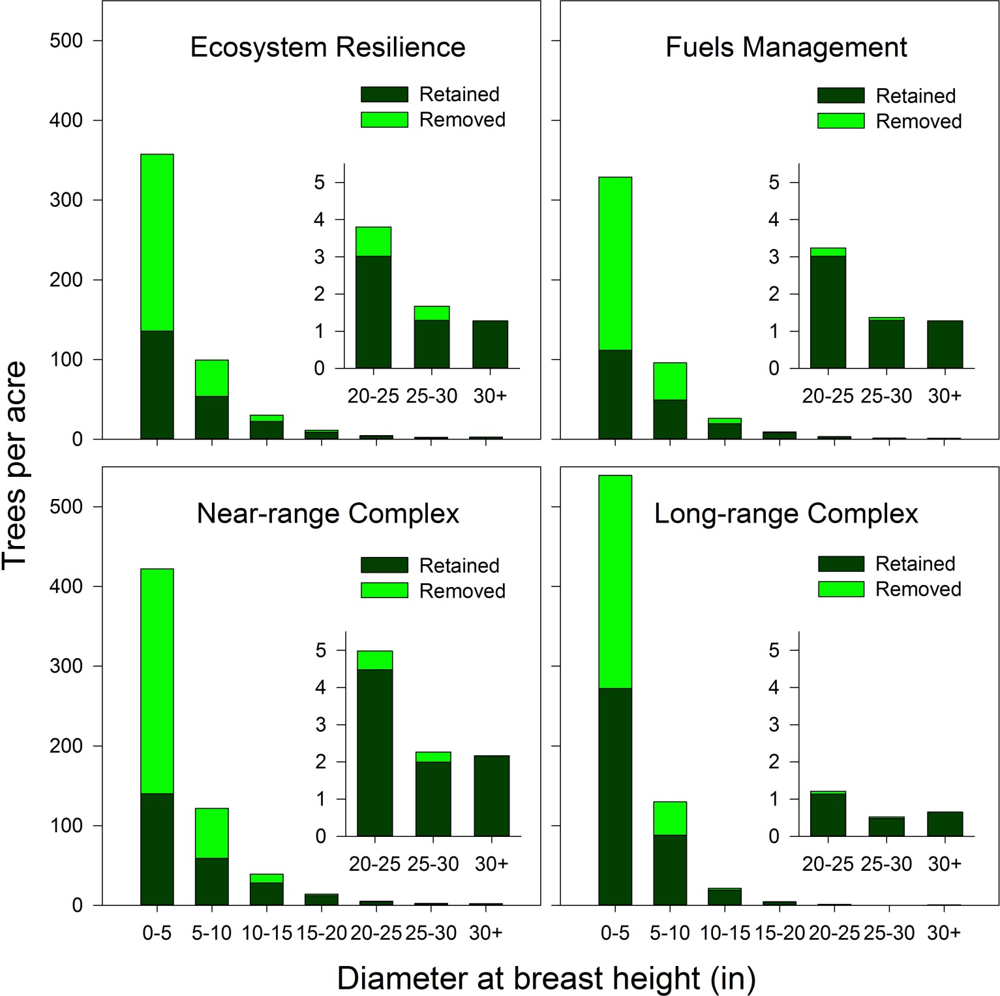 Trees per acre
Ecosystem Resilience
Retained
Removed
500
400
300
200
100
0
5
4
3
2
1
0
20-25 25-30 30+
Fuels Management
Retained
Removed
5
4
3
2
1
0
20-25 25-30 30+
Near-range Complex
Retained
Removed
500
400
300
200
100
0
5
4
3
2
1
0
20-25 25-30 30+
0-5 5-10 10-15 15-20 20-25 25-30 30+
Long-range Complex
Retained
Removed
5
4
3
2
1
0
20-25 25-30 30+
0-5 5-10 10-15 15-20 20-25 25-30 30+
Diameter at breast height (in)